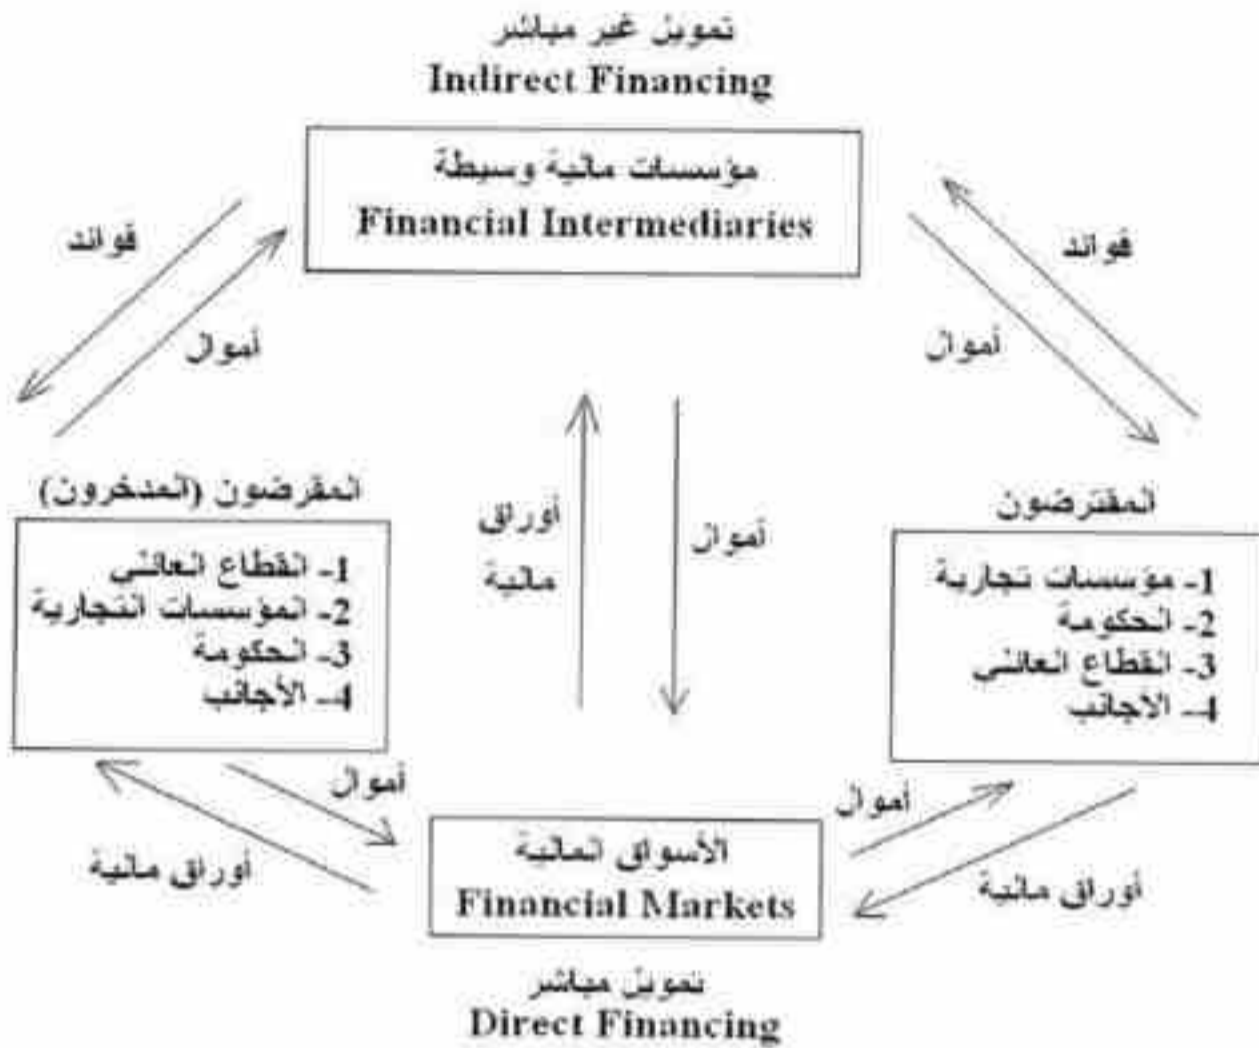 تمويل غير مباشر
Indirect Financing
مؤسسات مالية وسيطة
Financial Intermediaries
فوائد
أموال
فوائد
أموال
المقرضون (المدخرون)
1- القطاع العائلي
2- المؤسسات التجارية
3- الحكومة
4- الأجانب
أوراق
مالية
أموال
المقترضون
1- مؤسسات تجارية
2- الحكومة
3- القطاع العائلي
4- الأجانب
أموال
أوراق مالية
أموال
أوراق مالية
الأسواق المالية
Financial Markets
تمويل مباشر
Direct Financing